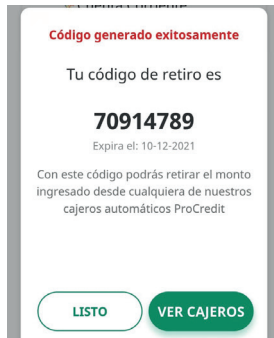 Código generado exitosamente
Tu código de retiro es
70914789
Expira el: 10-12-2021
Con este código podrás retirar el monto
ingresado desde cualquiera de nuestros
cajeros automáticos ProCredit
LISTO
VER CAJEROS